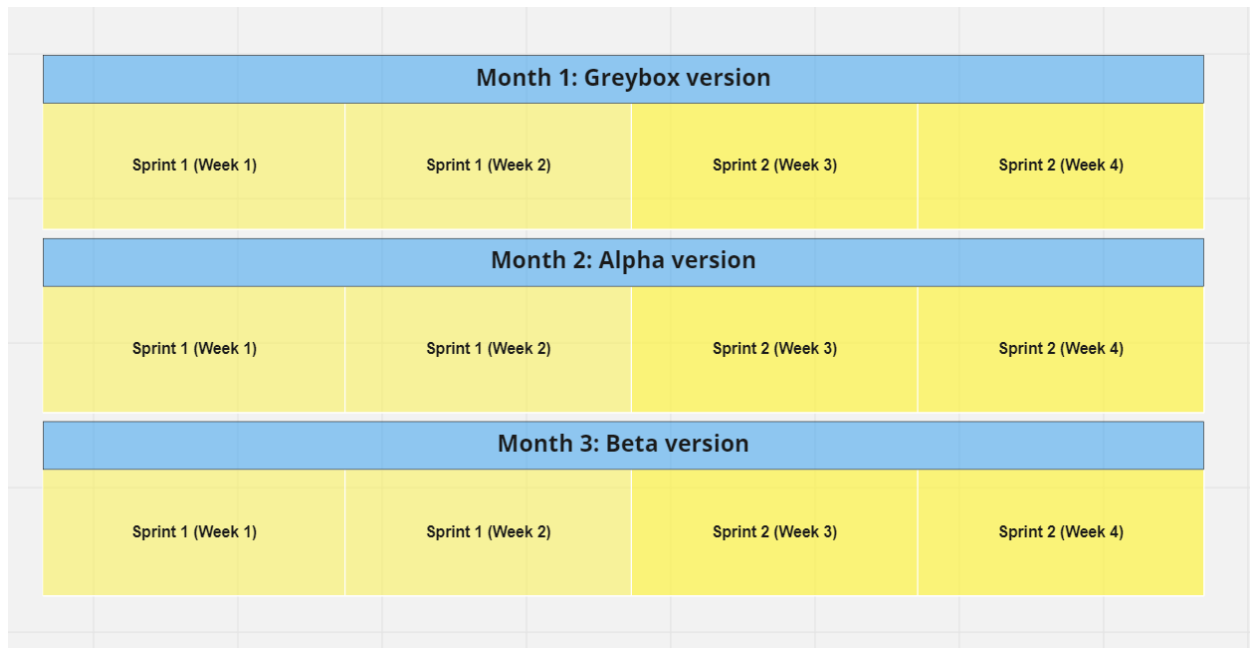 Month 1: Greybox version
Sprint 1 (Week 1)
Sprint 1 (Week 2)
Sprint 2 (Week 3)
Sprint 2 (Week 4)
Month 2: Alpha version
Sprint 1 (Week 1)
Sprint 1 (Week 2)
Sprint 2 (Week 3)
Sprint 2 (Week 4)
Month 3: Beta version
Sprint 1 (Week 1)
Sprint 1 (Week 2)
Sprint 2 (Week 3)
Sprint 2 (Week 4)